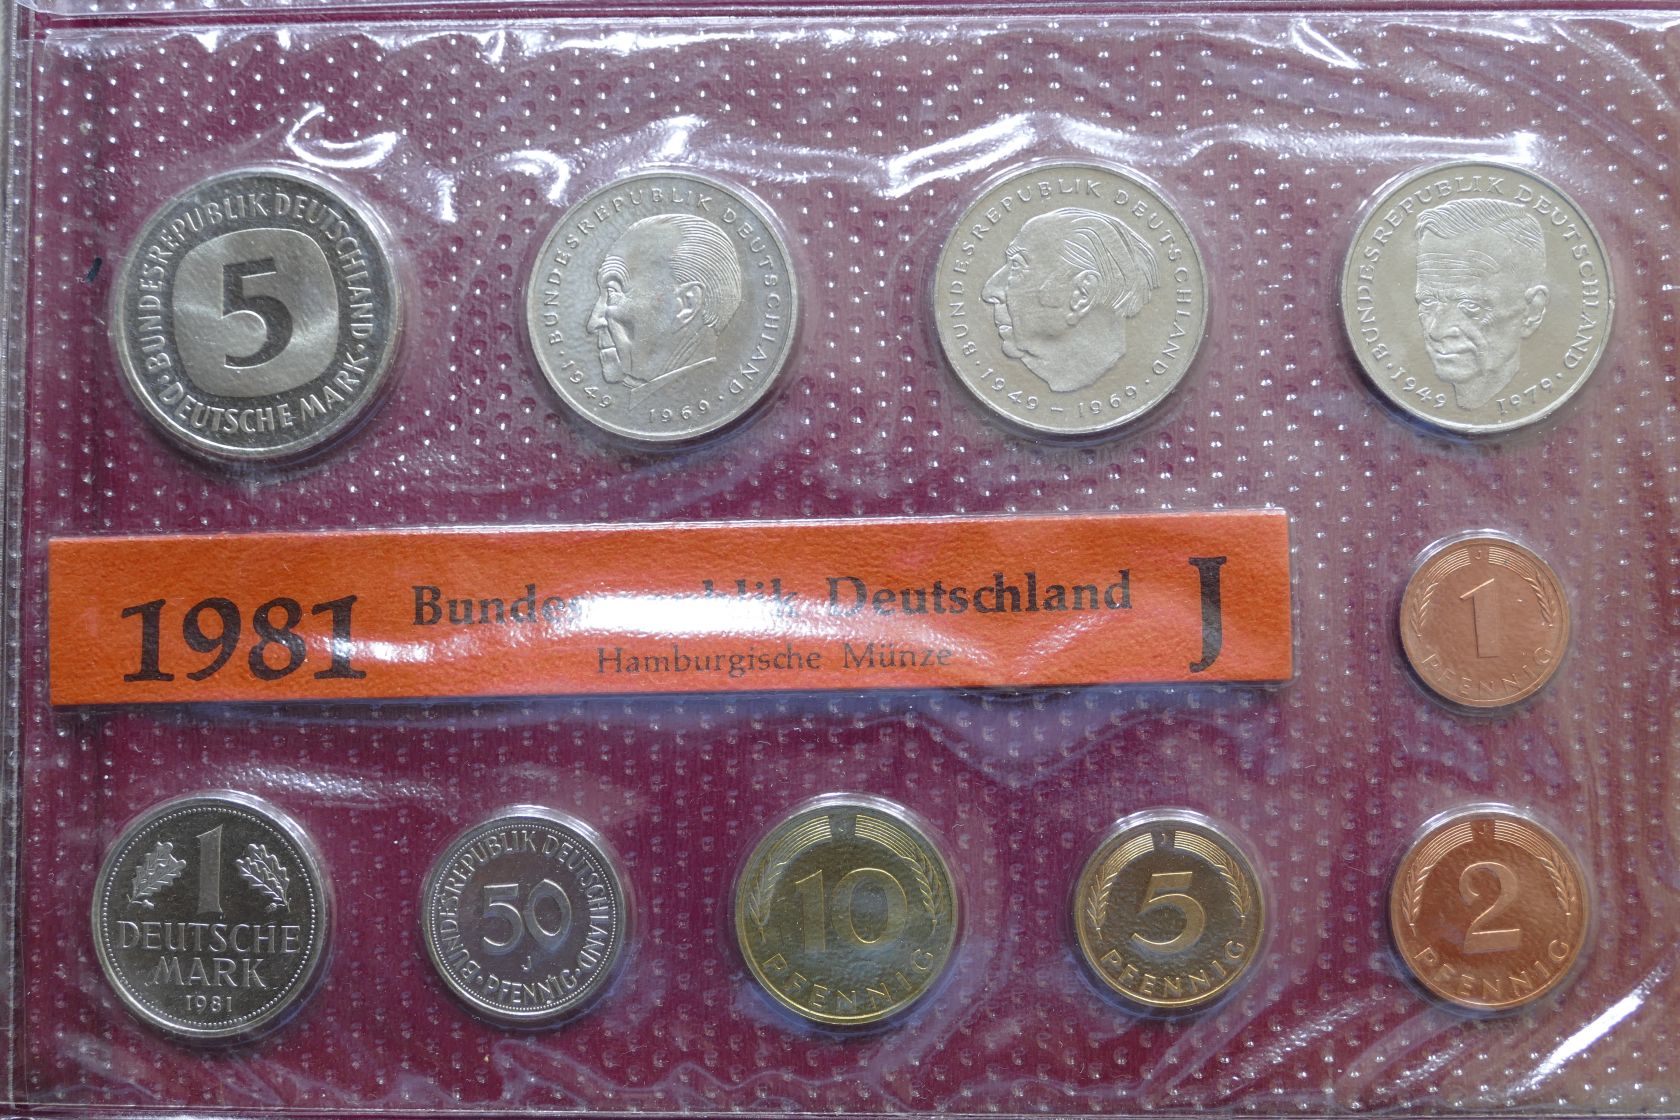 BUNDESREPUBLIK DEUTSCHLAND
5
DEUTSCHE MARK
BUNDESREPUBLIK DEUTSCHLAND
1949 1969
BUNDESREPUBLIK DEUTSCHLAND
1949 - 1969
BUNDESREPUBLIK DEUTSCHLAND
1949 1979
1981 Bundesrepublik Deutschland J
Hamburgische Münze
J
1
PFENNIG
1
DEUTSCHE
MARK
1981
BUNDESREPUBLIK DEUTSCHLAND
50
J
PFENNIG
J
10
PFENNIG
J
5
PFENNIG
J
2
PFENNIG